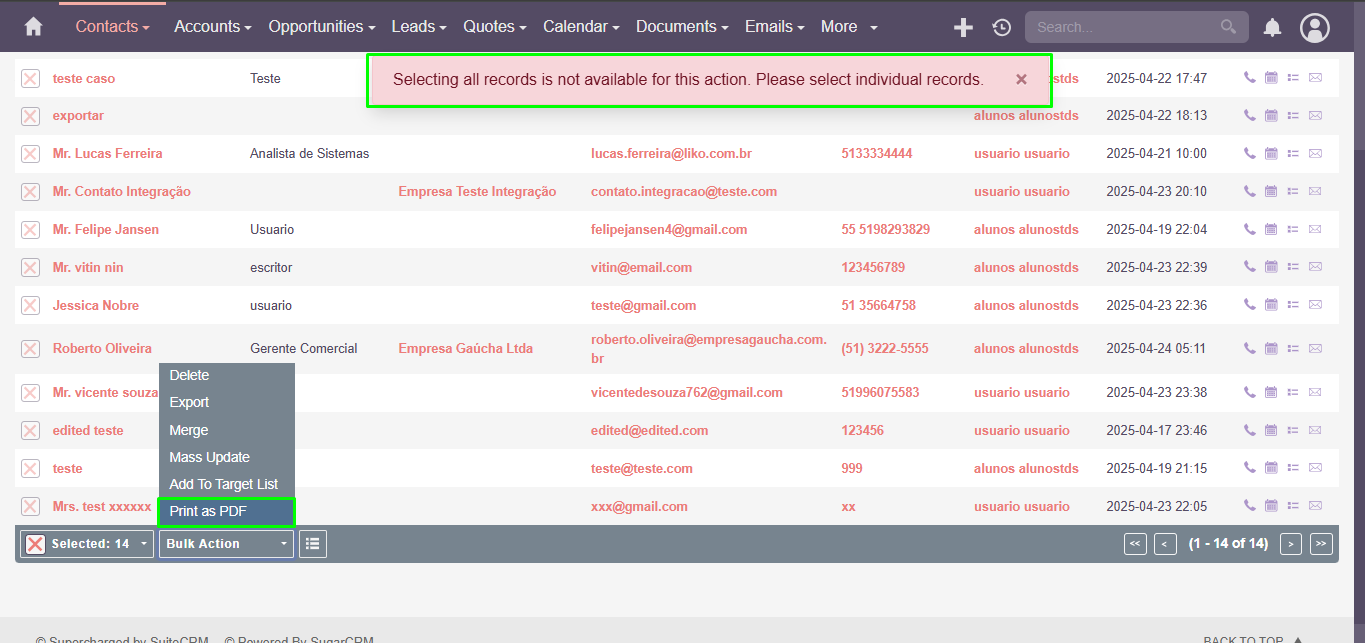 Contacts Accounts Opportunities Leads Quotes Calendar Documents Emails More Search...
Selecting all records is not available for this action. Please select individual records.
teste caso Teste stds 2025-04-22 17:47
exportar alunos alunostds 2025-04-22 18:13
Mr. Lucas Ferreira Analista de Sistemas lucas.ferreira@liko.com.br 5133334444 usuario usuario 2025-04-21 10:00
Mr. Contato Integração Empresa Teste Integração contato.integracao@teste.com usuario usuario 2025-04-23 20:10
Mr. Felipe Jansen Usuario felipejansen4@gmail.com 55 5198293829 alunos alunostds 2025-04-19 22:04
Mr. vitin nin escritor vitin@email.com 123456789 alunos alunostds 2025-04-23 22:39
Jessica Nobre usuario teste@gmail.com 51 35664758 alunos alunostds 2025-04-23 22:36
Roberto Oliveira Gerente Comercial Empresa Gaúcha Ltda roberto.oliveira@empresagaucha.com.
br (51) 3222-5555 alunos alunostds 2025-04-24 05:11
Mr. vicente souza vicentedesouza762@gmail.com 51996075583 usuario usuario 2025-04-23 23:38
edited teste edited@edited.com 123456 usuario usuario 2025-04-17 23:46
teste teste@teste.com 999 alunos alunostds 2025-04-19 21:15
Mrs. test xxxxxx xxx@gmail.com xx usuario usuario 2025-04-23 22:05
Delete
Export
Merge
Mass Update
Add To Target List
Print as PDF
Selected: 14 Bulk Action << < (1 - 14 of 14) > >>
© Supercharged by SuiteCRM © Powered By SugarCRM BACK TO TOP